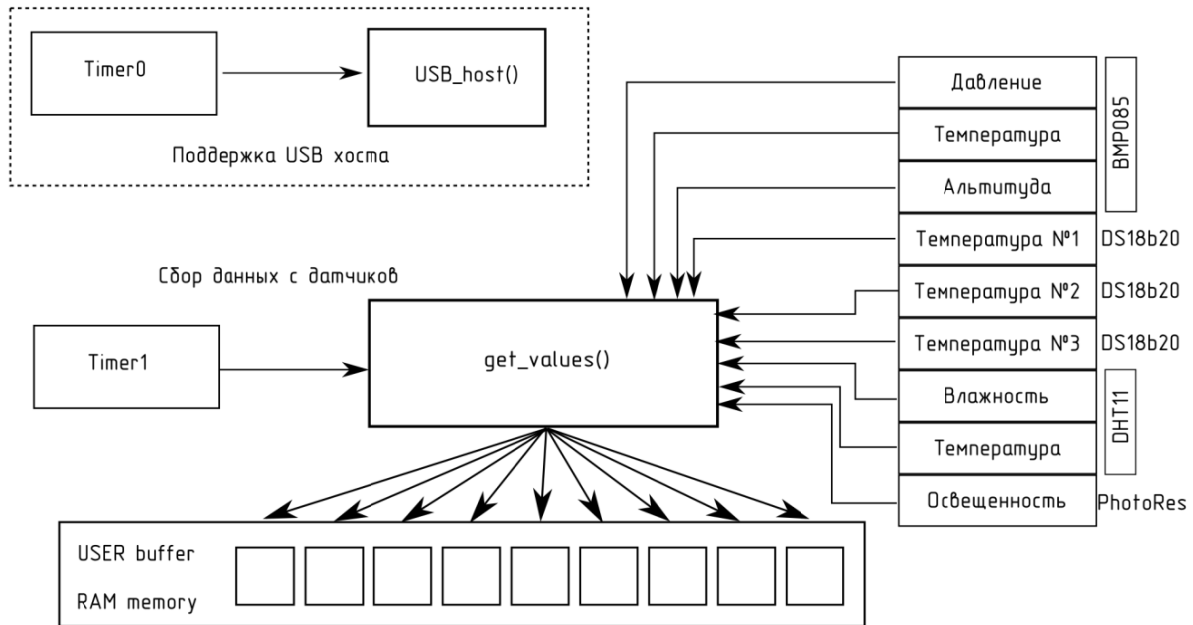 Timer0
USB_host()
Поддержка USB хоста
Сбор данных с датчиков
Timer1
get_values()
Давление
Температура
Альтитуда
BMP085
Температура №1 DS18b20
Температура №2 DS18b20
Температура №3 DS18b20
Влажность
Температура
DHT11
Освещенность PhotoRes
USER buffer
RAM memory